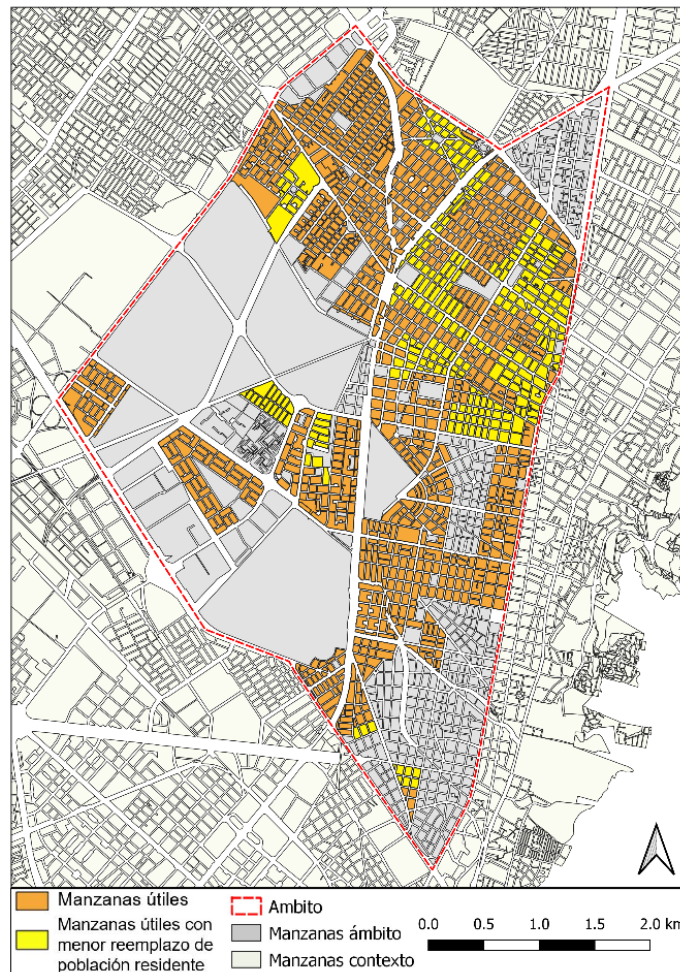 Manzanas útiles
Manzanas útiles con
menor reemplazo de
población residente
Ambito
Manzanas ámbito
Manzanas contexto
0.0 0.5 1.0 1.5 2.0 km